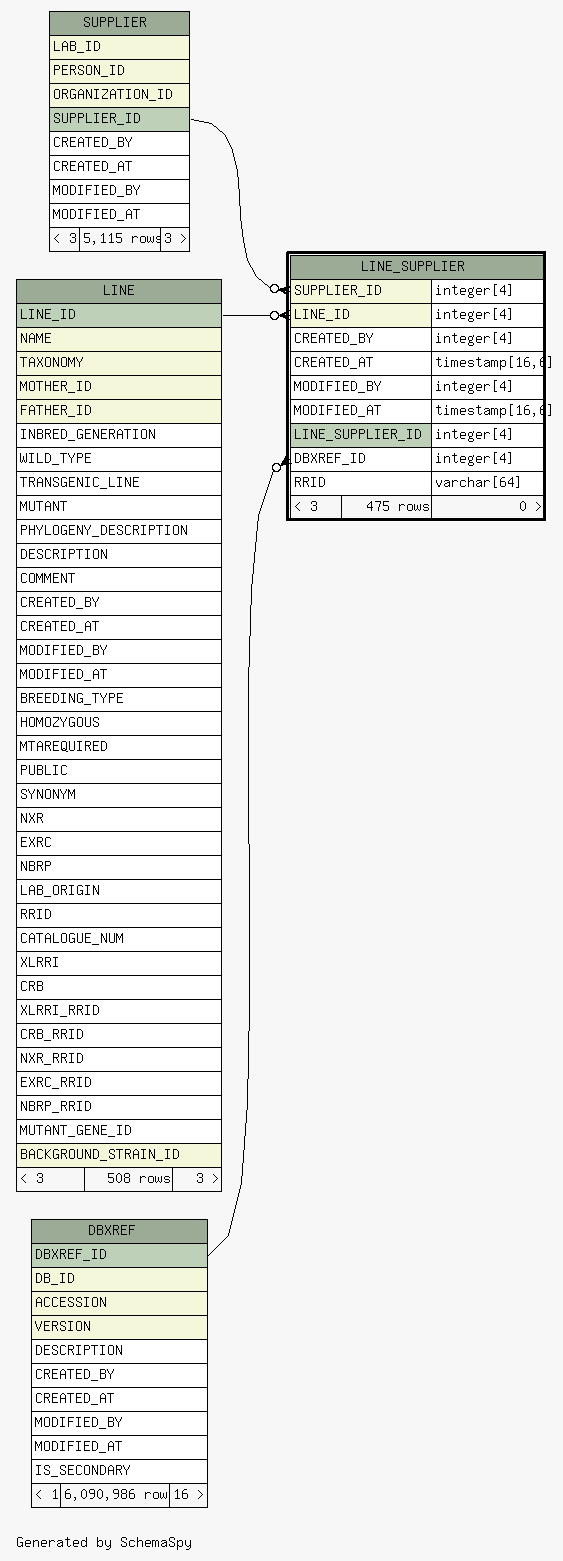 SUPPLIER
LAB_ID
PERSON_ID
ORGANIZATION_ID
SUPPLIER_ID
CREATED_BY
CREATED_AT
MODIFIED_BY
MODIFIED_AT
< 3 5,115 rows 3 >
LINE_SUPPLIER
SUPPLIER_ID integer[4]
LINE_ID integer[4]
CREATED_BY integer[4]
CREATED_AT timestamp[16,6]
MODIFIED_BY integer[4]
MODIFIED_AT timestamp[16,6]
LINE_SUPPLIER_ID integer[4]
DBXREF_ID integer[4]
RRID varchar[64]
< 3 475 rows 0 >
LINE
LINE_ID
NAME
TAXONOMY
MOTHER_ID
FATHER_ID
INBRED_GENERATION
WILD_TYPE
TRANSGENIC_LINE
MUTANT
PHYLOGENY_DESCRIPTION
DESCRIPTION
COMMENT
CREATED_BY
CREATED_AT
MODIFIED_BY
MODIFIED_AT
BREEDING_TYPE
HOMOZYGOUS
MTAREQUIRED
PUBLIC
SYNONYM
NXR
EXRC
NBRP
LAB_ORIGIN
RRID
CATALOGUE_NUM
XLRRI
CRB
XLRRI_RRID
CRB_RRID
NXR_RRID
EXRC_RRID
NBRP_RRID
MUTANT_GENE_ID
BACKGROUND_STRAIN_ID
< 3 508 rows 3 >
DBXREF
DBXREF_ID
DB_ID
ACCESSION
VERSION
DESCRIPTION
CREATED_BY
CREATED_AT
MODIFIED_BY
MODIFIED_AT
IS_SECONDARY
< 1 6,090,986 row 16 >
Generated by SchemaSpy